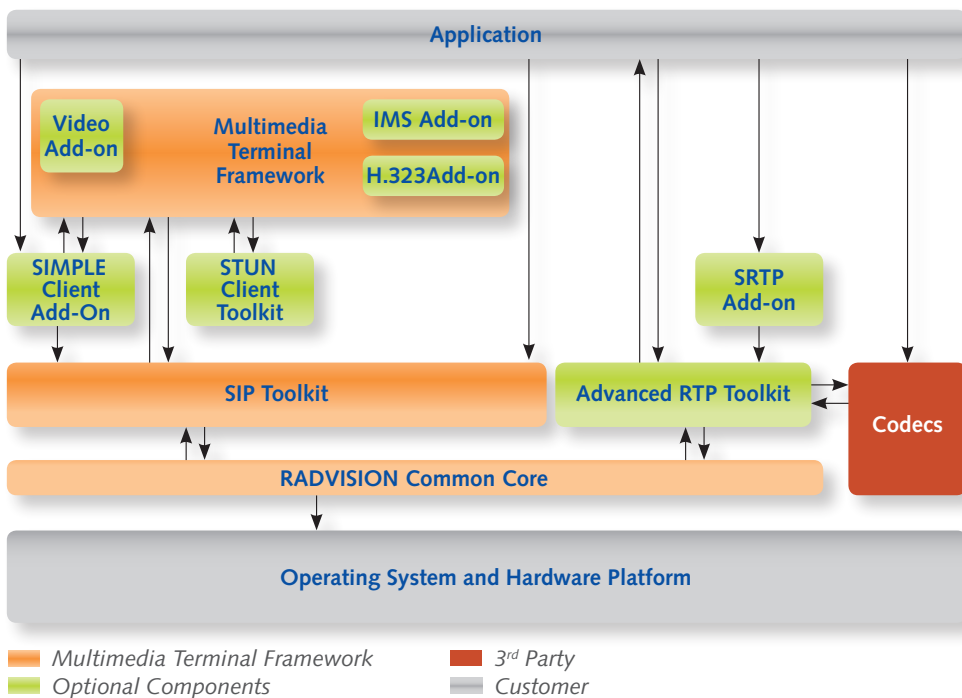 Application
Video
Add-on
Multimedia
Terminal
Framework
IMS Add-on
H.323Add-on
SIMPLE
Client
Add-On
STUN
Client
Toolkit
SRTP
Add-on
SIP Toolkit
Advanced RTP Toolkit
Codecs
RADVISION Common Core
Operating System and Hardware Platform
Multimedia Terminal Framework
Optional Components
3rd Party
Customer